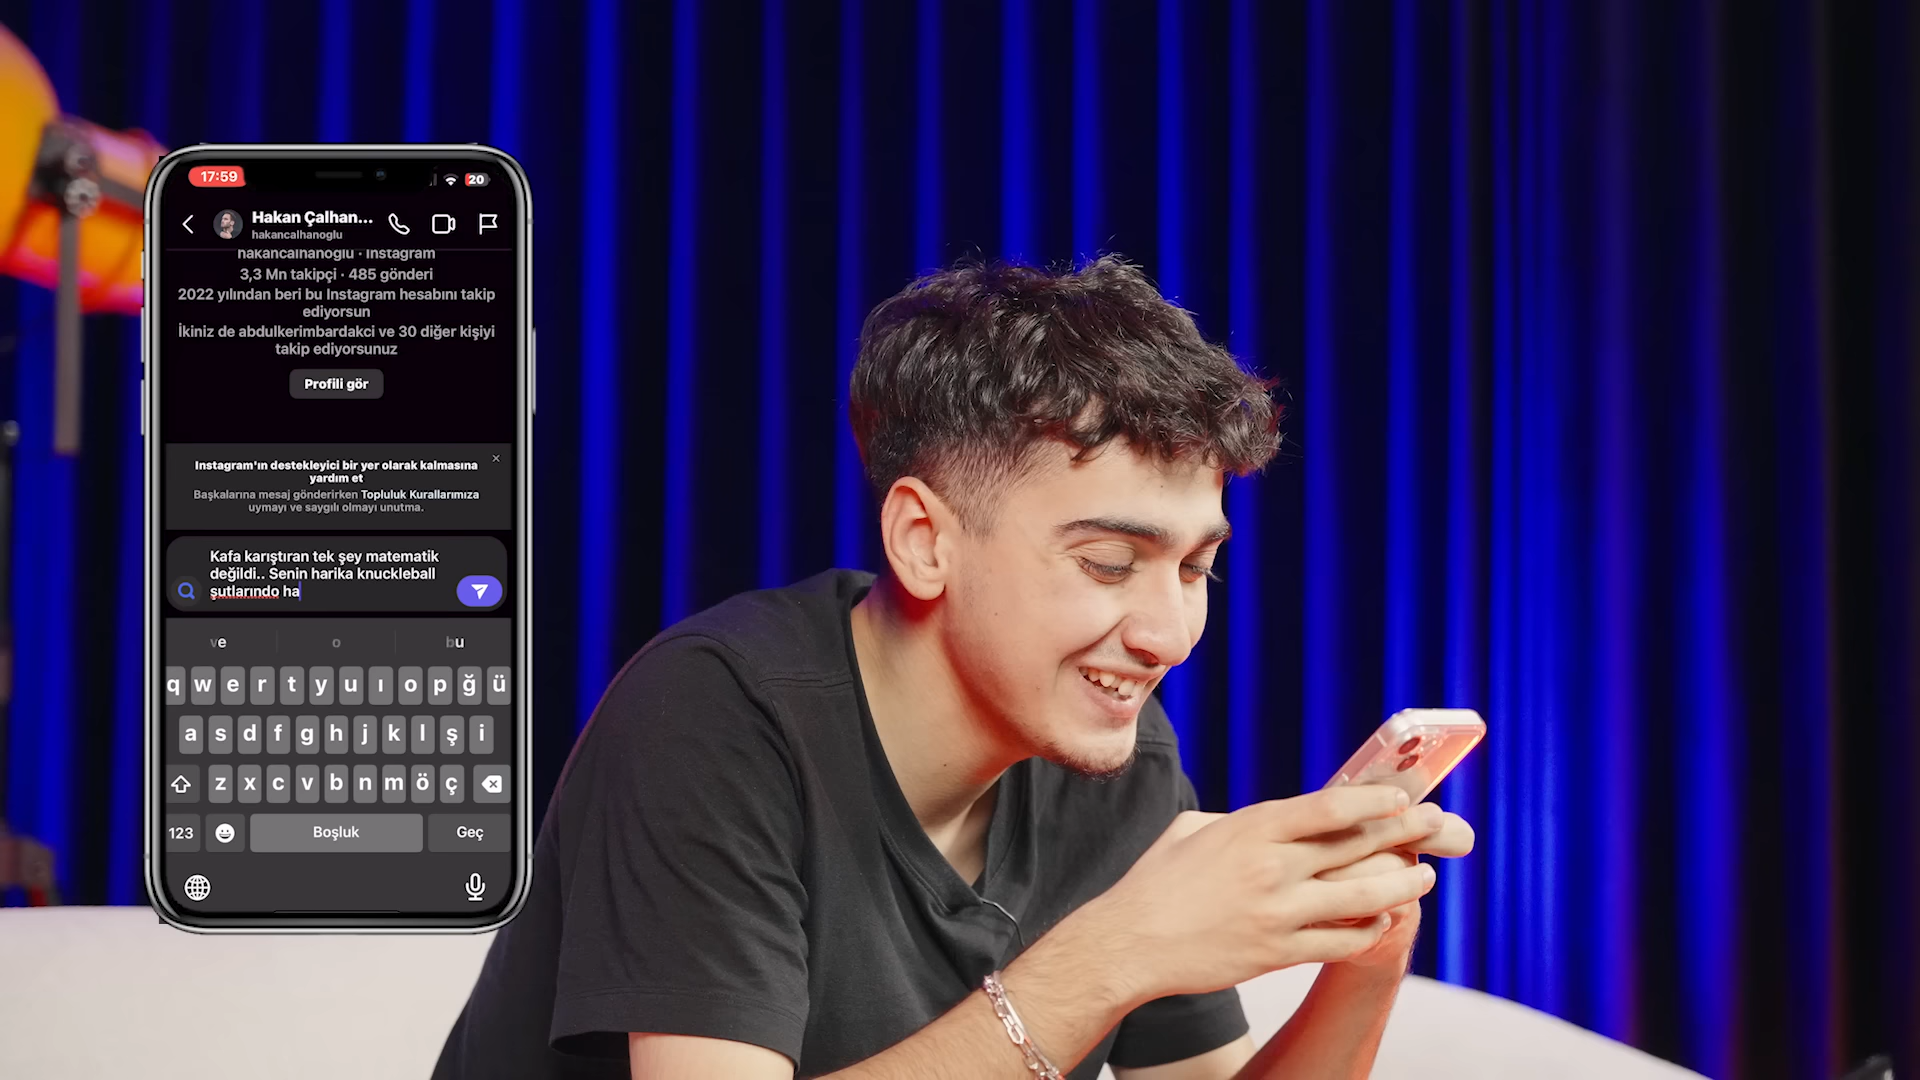 17:59
20
Hakan Çalhan...
hakancalhanoglu
hakancalhanoglu · Instagram
3,3 Mn takipçi · 485 gönderi
2022 yılından beri bu Instagram hesabını takip
ediyorsun
İkiniz de abdulkerimbardakci ve 30 diğer kişiyi
takip ediyorsunuz
Profili gör
Instagram'ın destekleyici bir yer olarak kalmasına
yardım et
Başkalarına mesaj gönderirken Topluluk Kurallarımıza
uymayı ve saygılı olmayı unutma.
Kafa karıştıran tek şey matematik
değildi.. Senin harika knuckleball
şutlarındo ha
ve o bu
q w e r t y u ı o p ğ ü
a s d f g h j k l ş i
z x c v b n m ö ç
123 Boşluk Geç